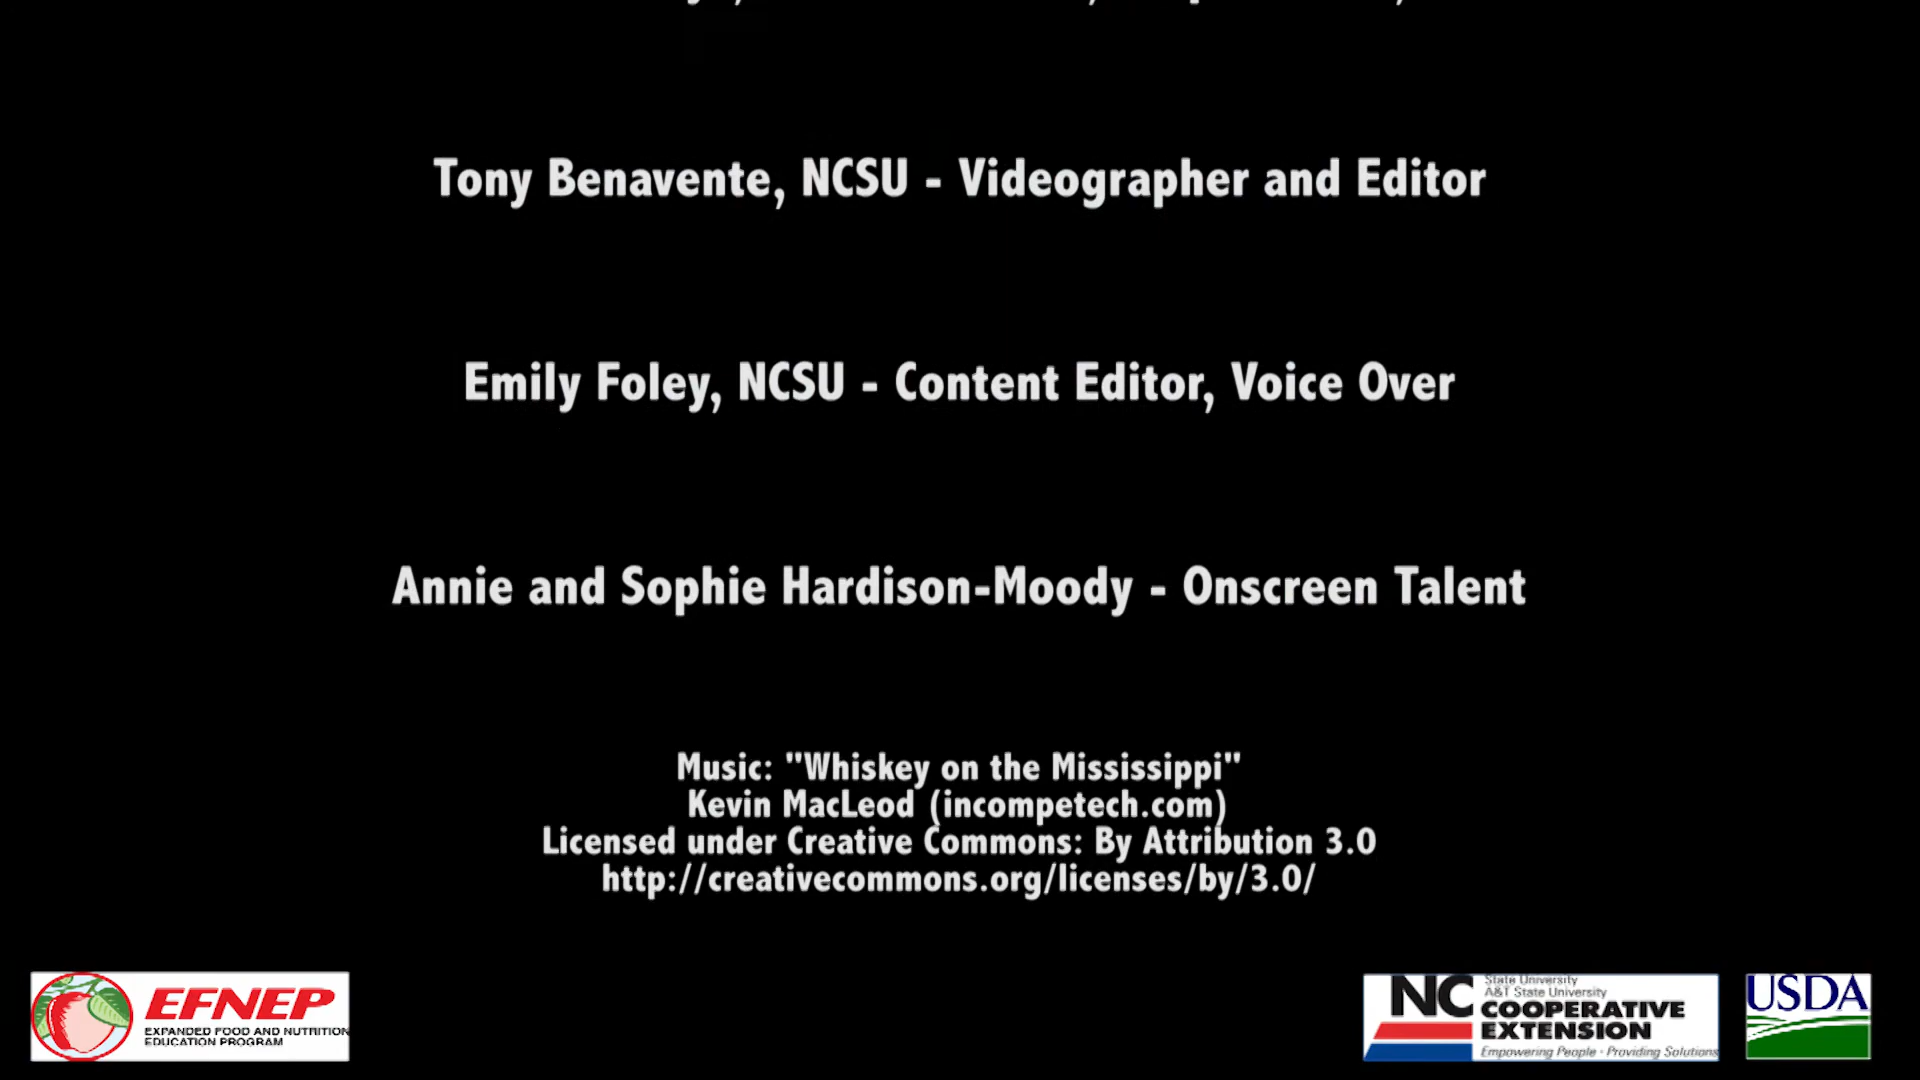 Tony Benavente, NCSU - Videographer and Editor
Emily Foley, NCSU - Content Editor, Voice Over
Annie and Sophie Hardison-Moody - Onscreen Talent
Music: "Whiskey on the Mississippi"
Kevin MacLeod (incompetech.com)
Licensed under Creative Commons: By Attribution 3.0
http://creativecommons.org/licenses/by/3.0/
EFNEP
EXPANDED FOOD AND NUTRITION
EDUCATION PROGRAM
NC State University
A&T State University
COOPERATIVE
EXTENSION
Empowering People · Providing Solutions
USDA